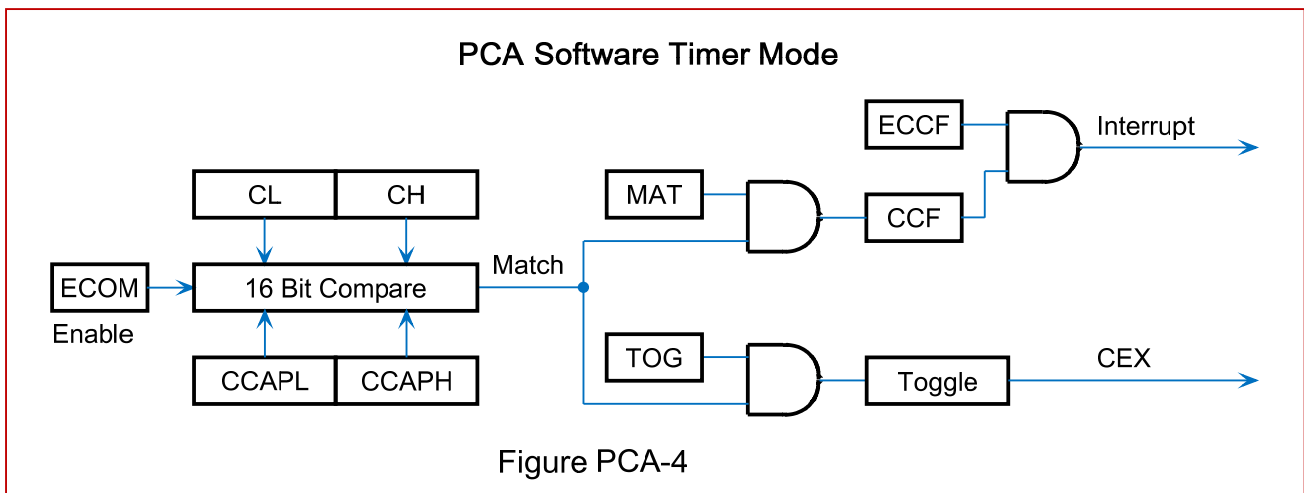 PCA Software Timer Mode
ECCF
Interrupt
CL
CH
MAT
CCF
Match
ECOM
16 Bit Compare
Enable
TOG
CEX
CCAPL
CCAPH
Toggle
Figure PCA-4